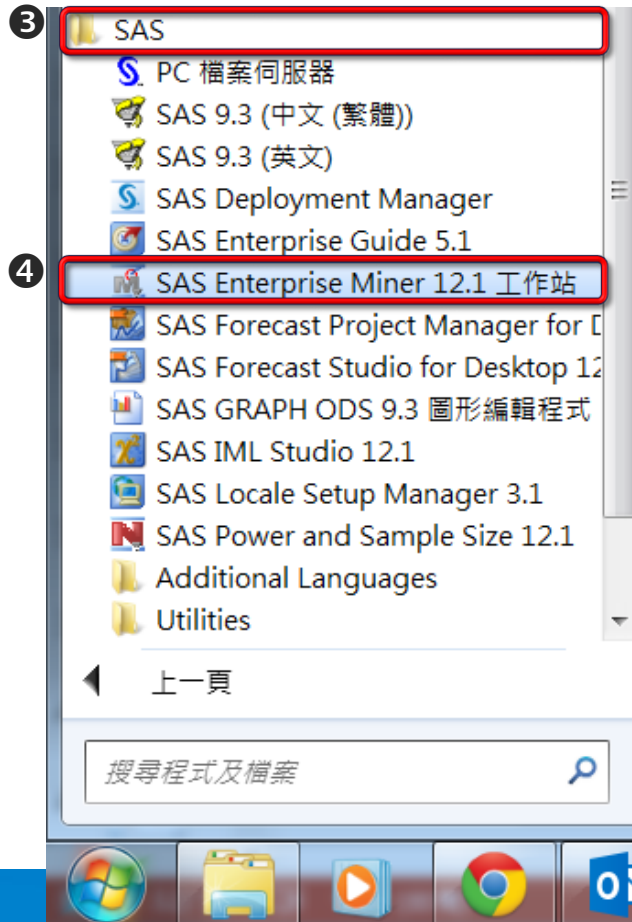 ❸
SAS
PC 檔案伺服器
SAS 9.3 (中文 (繁體))
SAS 9.3 (英文)
SAS Deployment Manager
SAS Enterprise Guide 5.1
❹
SAS Enterprise Miner 12.1 工作站
SAS Forecast Project Manager for
SAS Forecast Studio for Desktop 12
SAS GRAPH ODS 9.3 圖形編輯程式
SAS IML Studio 12.1
SAS Locale Setup Manager 3.1
SAS Power and Sample Size 12.1
Additional Languages
Utilities
上一頁
搜尋程式及檔案